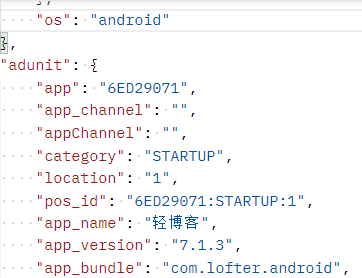 },
"os": "android"
},
"adunit": {
"app": "6ED29071",
"app_channel": "",
"appChannel": "",
"category": "STARTUP",
"location": "1",
"pos_id": "6ED29071:STARTUP:1",
"app_name": "轻博客",
"app_version": "7.1.3",
"app_bundle": "com.lofter.android",